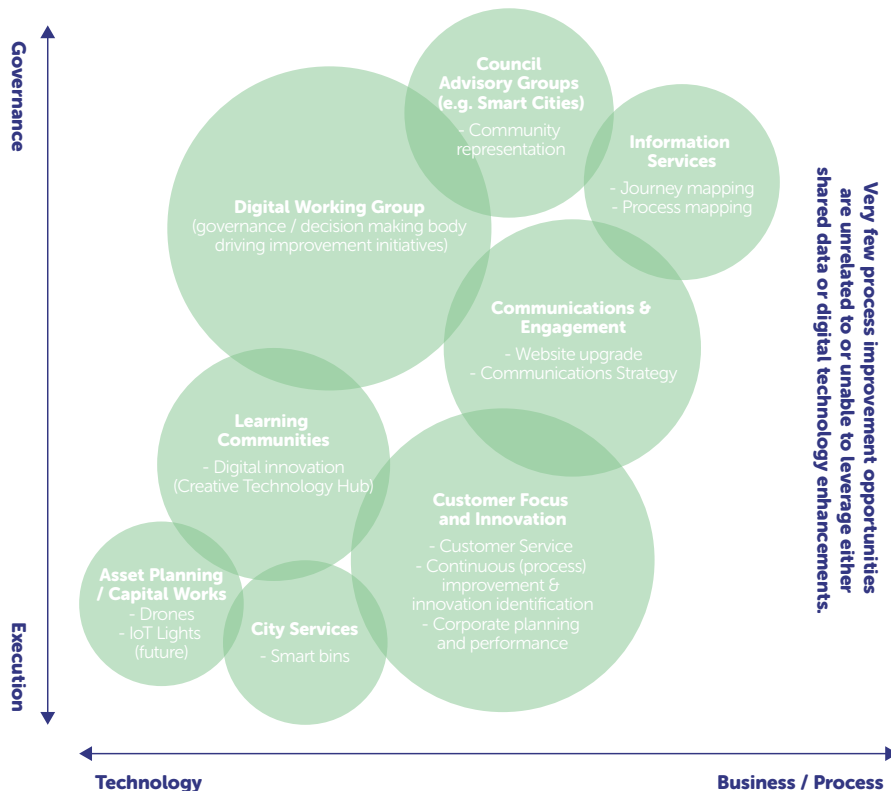 Governance
Council
Advisory Groups
(e.g. Smart Cities)
- Community
representation
Information
Services
- Journey mapping
- Process mapping
Digital Working Group
(governance / decision making body
driving improvement initiatives)
Communications &
Engagement
- Website upgrade
- Communications Strategy
Learning
Communities
- Digital innovation
(Creative Technology Hub)
Customer Focus
and Innovation
- Customer Service
- Continuous (process)
improvement &
innovation identification
- Corporate planning
and performance
Asset Planning
/ Capital Works
- Drones
- IoT Lights
(future)
City Services
- Smart bins
Execution
Technology
Business / Process
Very few process improvement opportunities
are unrelated to or unable to leverage either
shared data or digital technology enhancements.